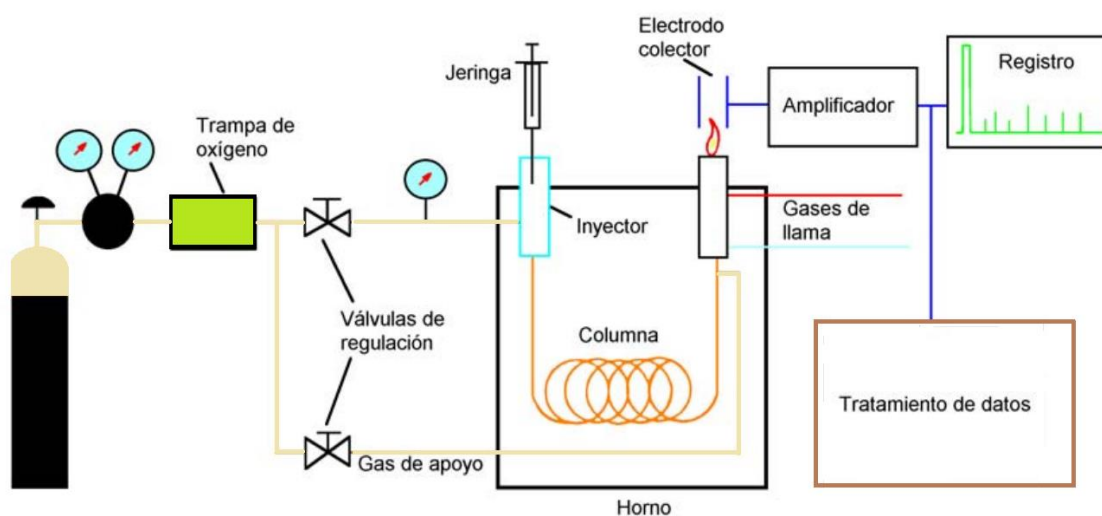 Electrodo
colector
Jeringa
Amplificador
Registro
Trampa de
oxígeno
Inyector
Gases de
llama
Válvulas de
regulación
Columna
Tratamiento de datos
Gas de apoyo
Horno